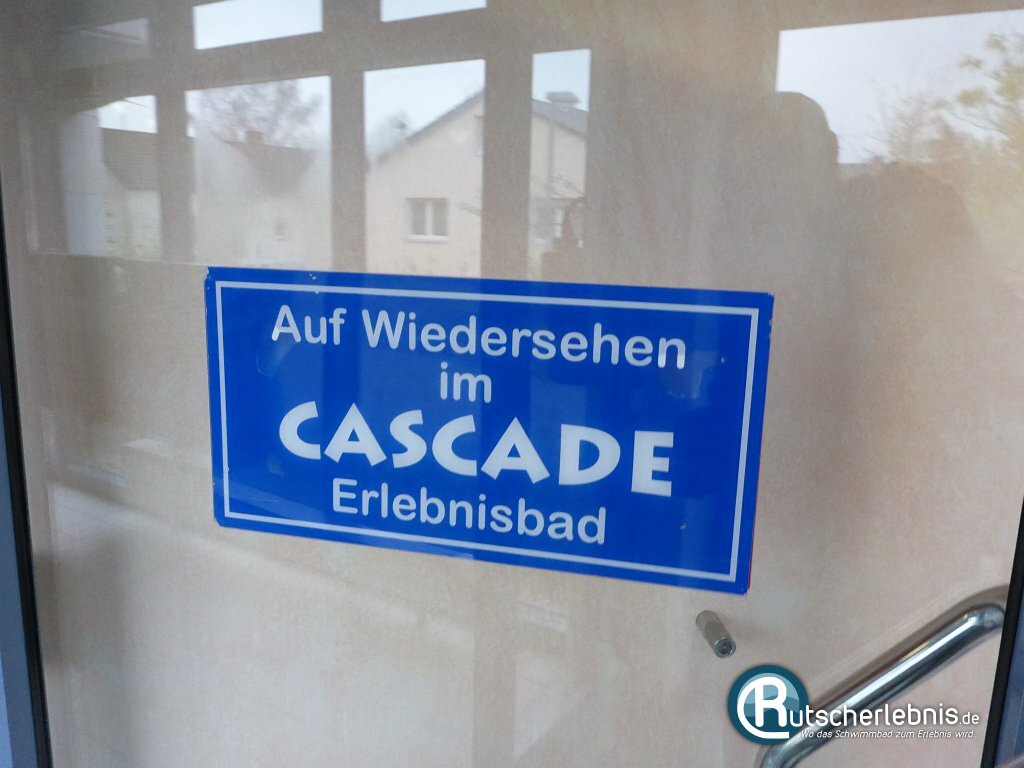 Auf Wiedersehen
im
CASCADE
Erlebnisbad
Rutscherlebnis.de
Wo das Schwimmbad zum Erlebnis wird.